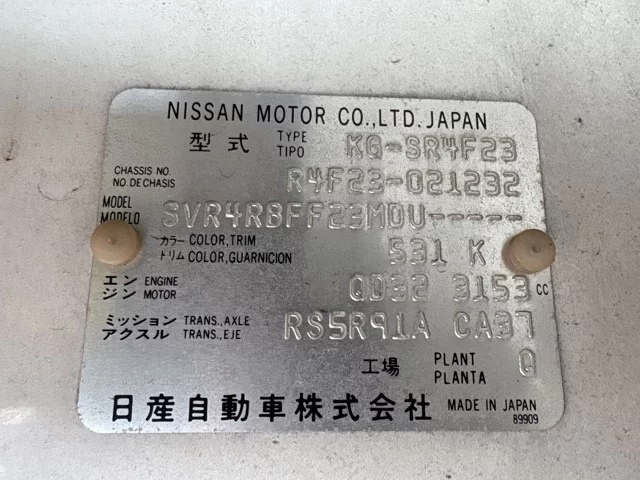 NISSAN MOTOR CO.,LTD. JAPAN
型式 TYPE TIPO KG-SR4F23
CHASSIS NO. NO. DE CHASIS R4F23-021232
MODEL MODELO SVR4RBFF23MDU-----
カラー COLOR,TRIM トリム COLOR,GUARNICION 531 K
エンジン ENGINE MOTOR QD32 3153 cc
ミッション TRANS.,AXLE アクスル TRANS.,EJE RS5R91A CA37
工場 PLANT PLANTA Q
日産自動車株式会社 MADE IN JAPAN
89909